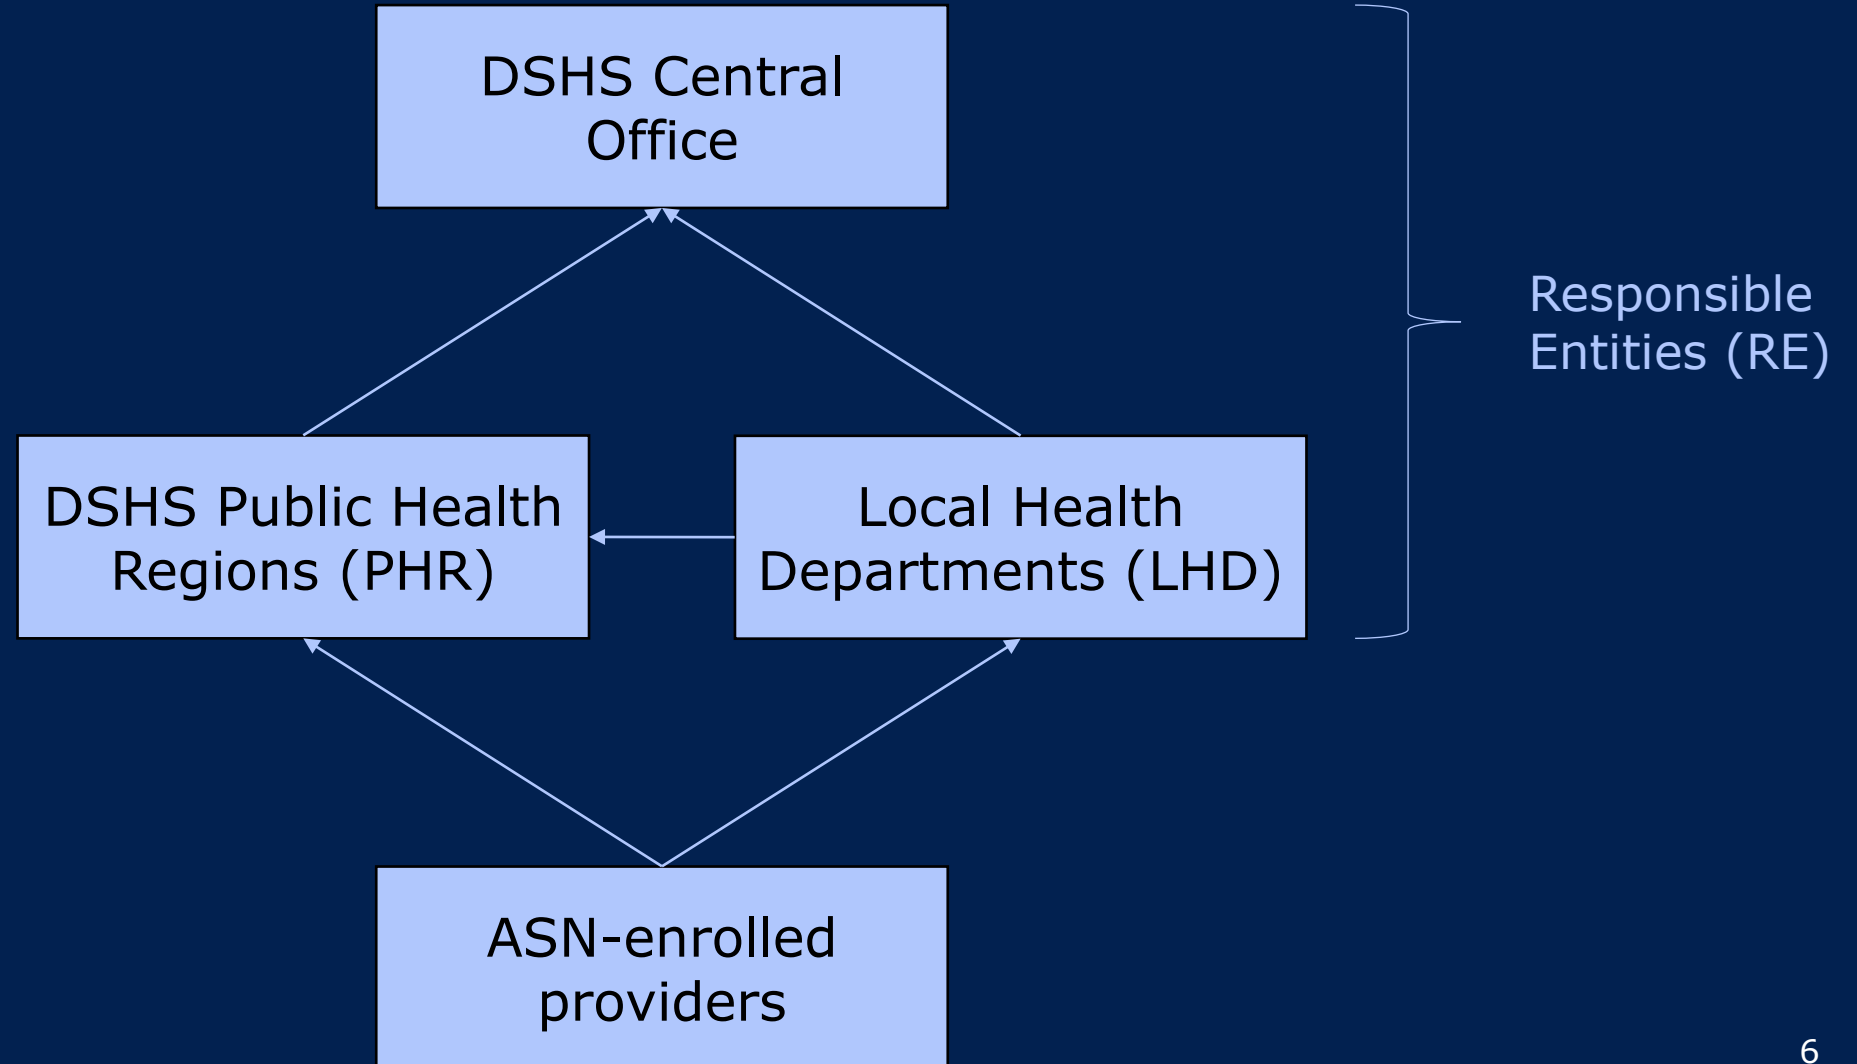 DSHS Central
Office
Responsible
Entities (RE)
DSHS Public Health
Regions (PHR)
Local Health
Departments (LHD)
ASN-enrolled
providers
6